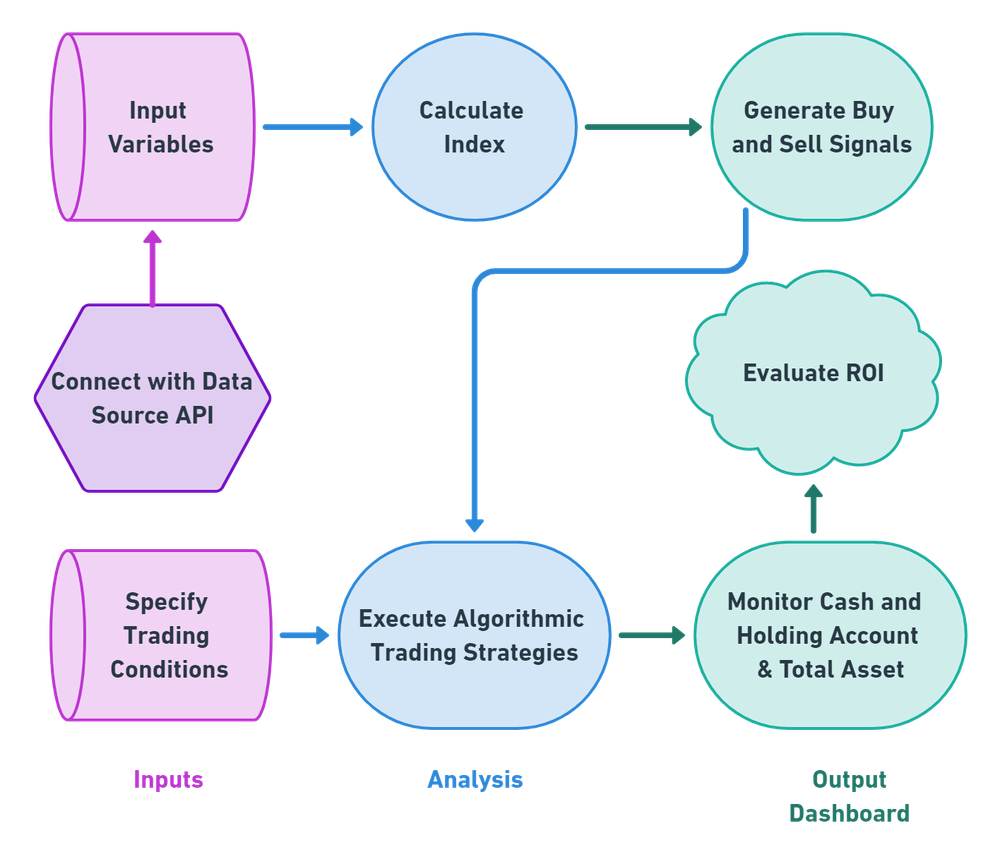 Input
Variables
Calculate
Index
Generate Buy
and Sell Signals
Connect with Data
Source API
Evaluate ROI
Specify
Trading
Conditions
Execute Algorithmic
Trading Strategies
Monitor Cash and
Holding Account
& Total Asset
Inputs
Analysis
Output
Dashboard